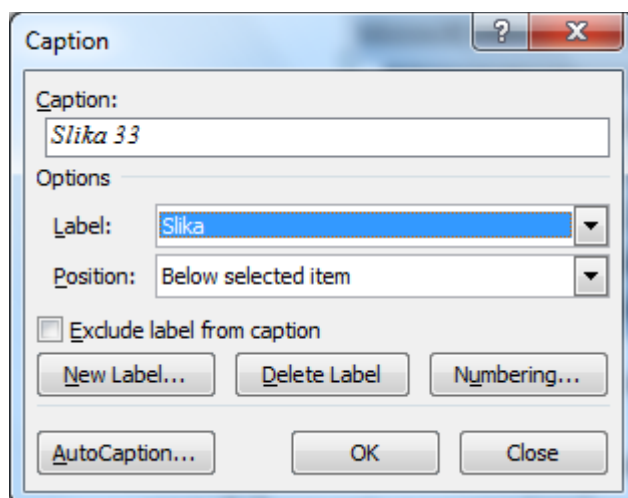 Caption
Caption:
Slika 33
Options
Label: Slika
Position: Below selected item
Exclude label from caption
New Label... Delete Label Numbering...
AutoCaption... OK Close